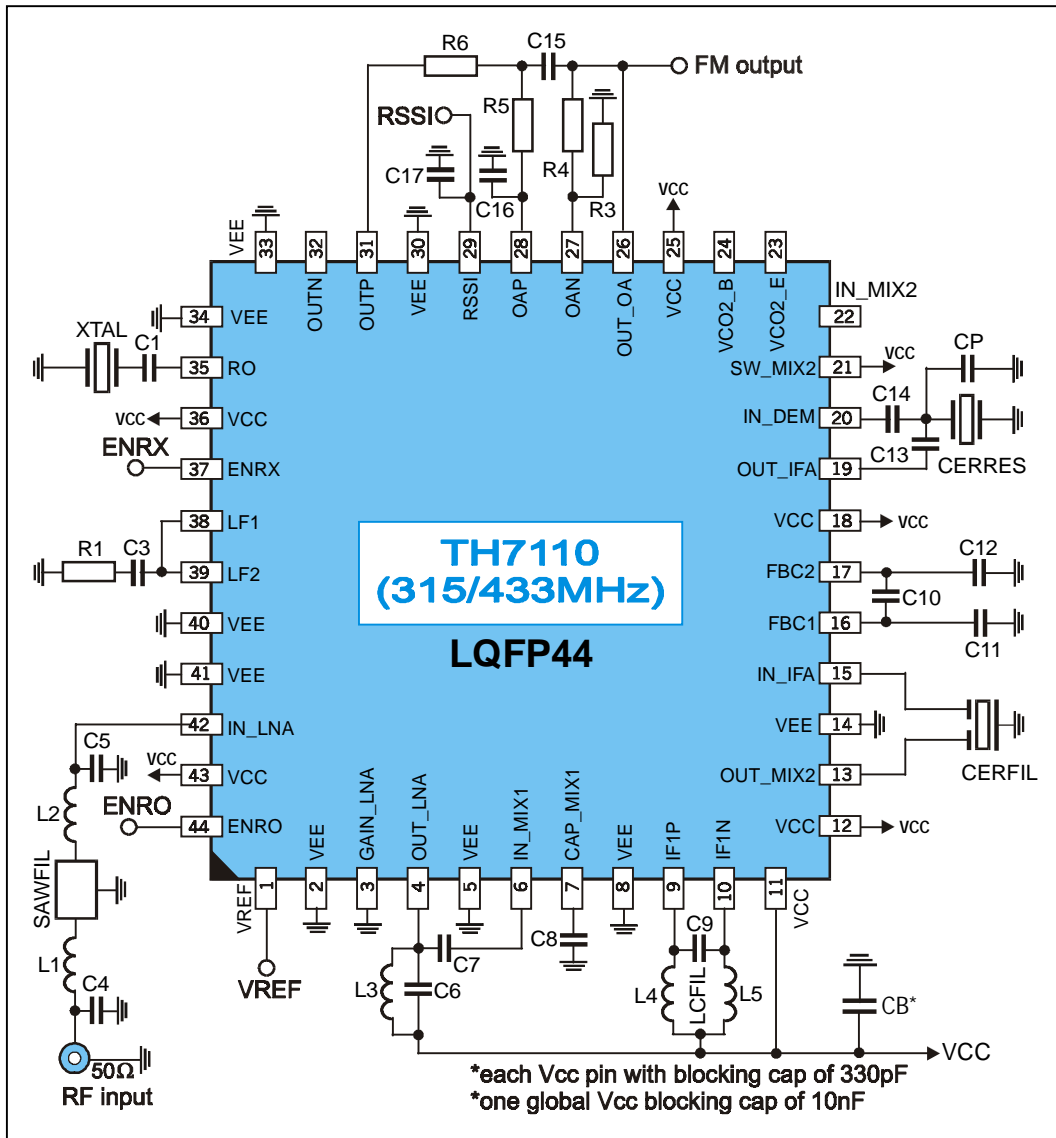 R6
C15
FM output
RSSI
R5
C17
C16
R4
R3
VCC
VEE
33
32
31
30
29
28
27
26
25
24
23
OUTN
OUTP
VEE
RSSI
OAP
OAN
OUT_OA
VCC
VCO2_B
VCO2_E
IN_MIX2
22
34
VEE
XTAL
C1
35
RO
VCC
36
VCC
ENRX
37
ENRX
38
LF1
R1
C3
39
LF2
40
VEE
41
VEE
42
IN_LNA
C5
VCC
43
VCC
L2
ENRO
44
ENRO
SAWFIL
L1
C4
50Ω
RF input
TH7110
(315/433MHz)
LQFP44
SW_MIX2
21
VCC
CP
IN_DEM
20
C14
C13
OUT_IFA
19
CERRES
VCC
18
VCC
FBC2
17
C12
C10
FBC1
16
C11
IN_IFA
15
VEE
14
OUT_MIX2
13
CERFIL
VCC
12
VCC
VEE
GAIN_LNA
OUT_LNA
VEE
IN_MIX1
CAP_MIX1
VEE
IF1P
IF1N
VREF
1
2
3
4
5
6
7
8
9
10
11
VCC
VREF
L3
C7
C6
C8
C9
L4
LCFIL
L5
CB*
VCC
*each Vcc pin with blocking cap of 330pF
*one global Vcc blocking cap of 10nF